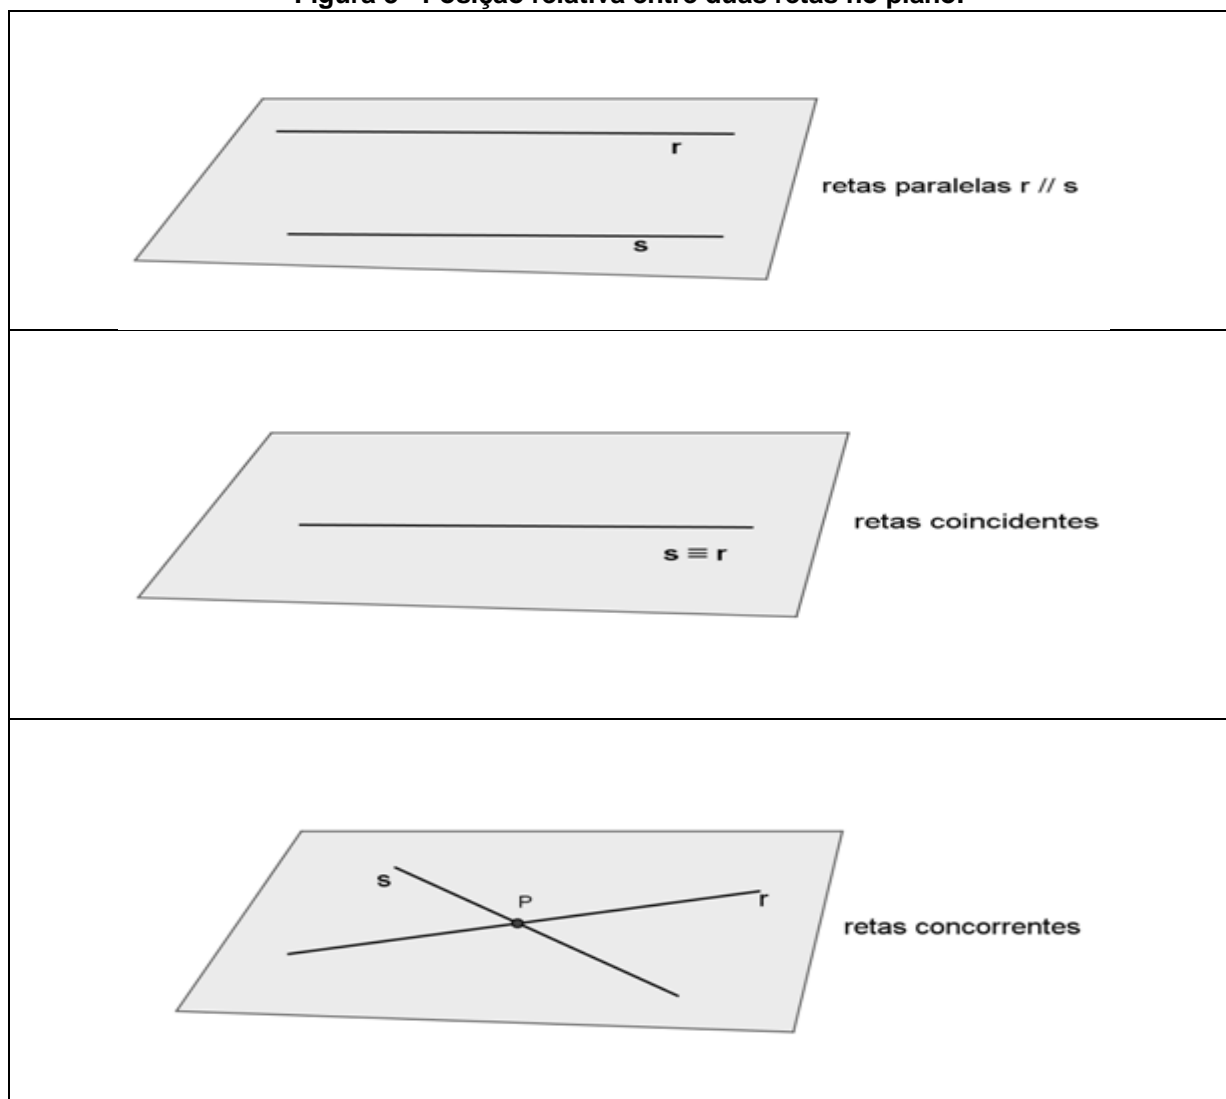 r
retas paralelas r // s
s
retas coincidentes
s ≡ r
s
P
r
retas concorrentes